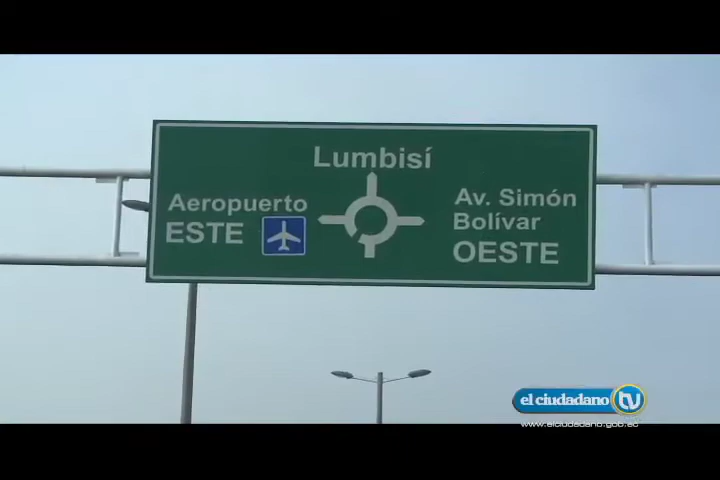 Lumbisí
Aeropuerto
ESTE
Av. Simón
Bolívar
OESTE
el ciudadano tv
www.elciudadano.gob.ec